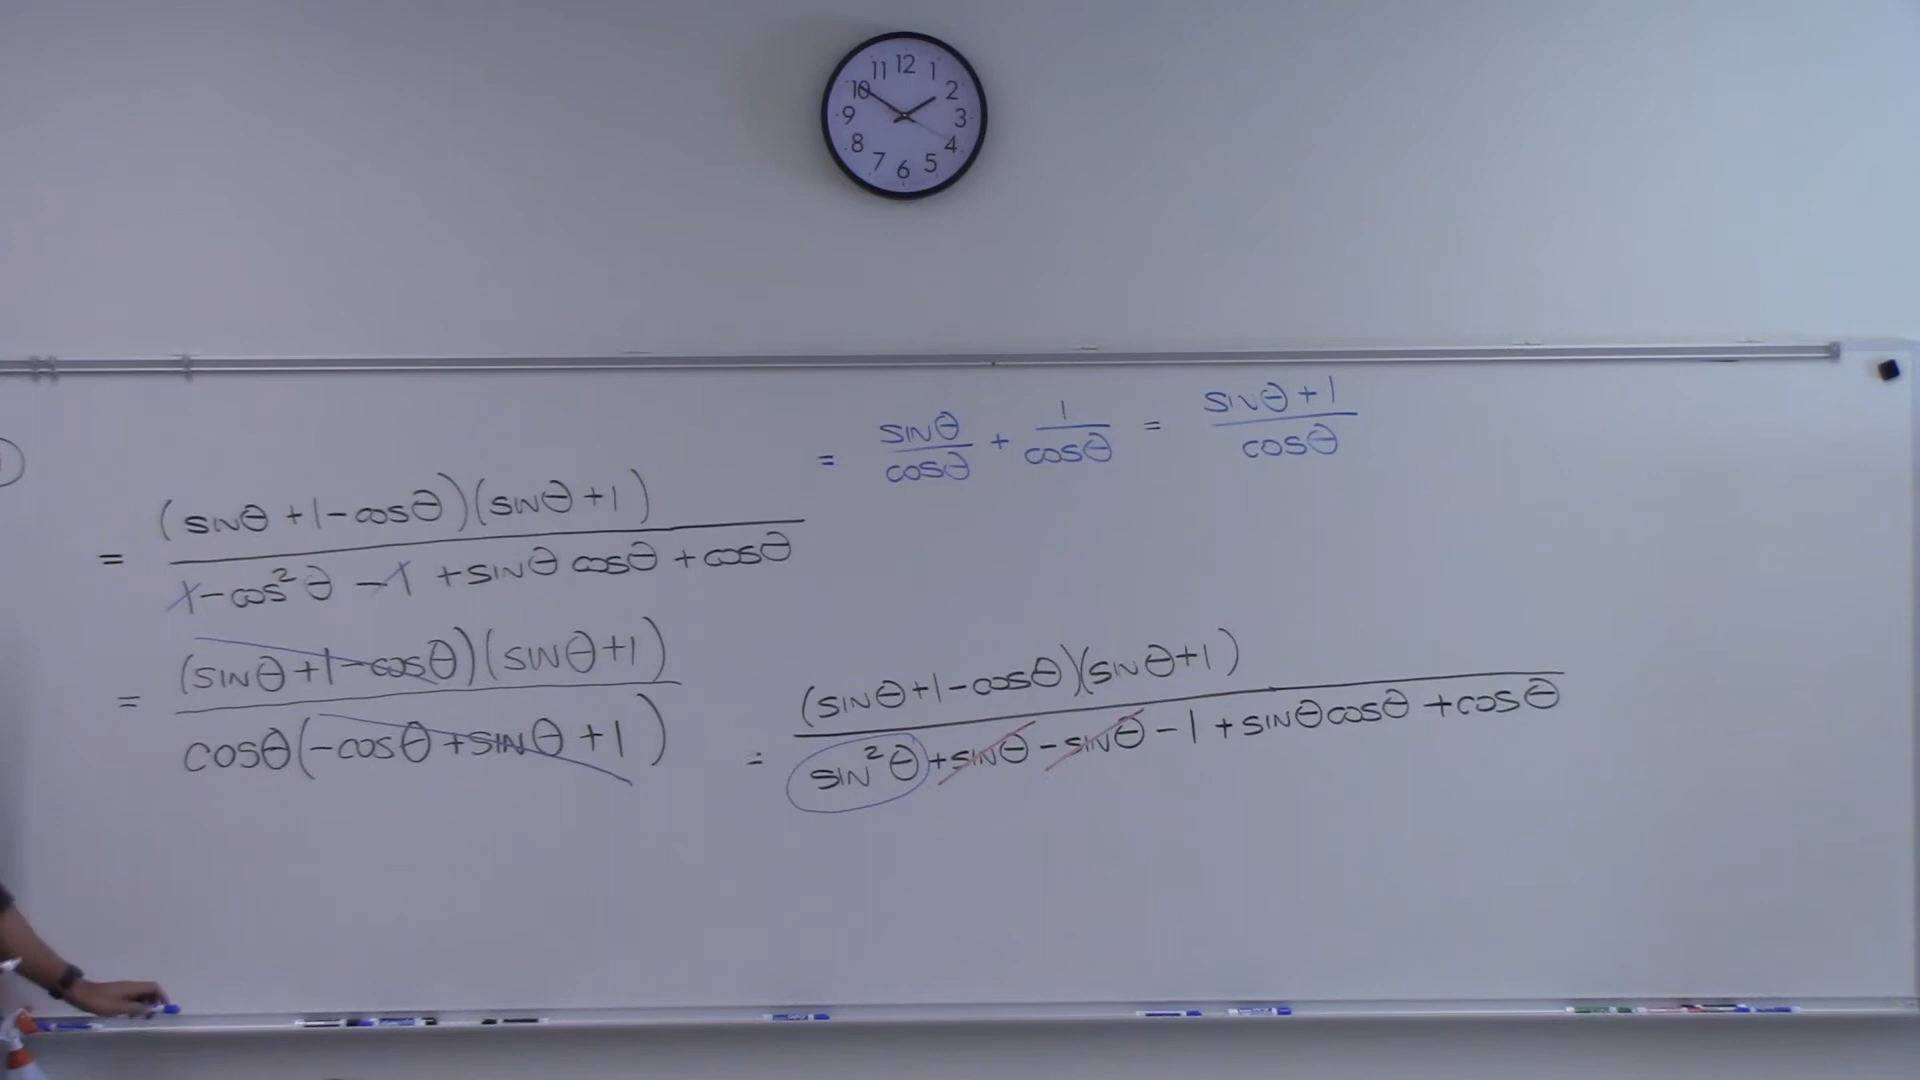 11 12 1
10 2
9 3
8 4
7 6 5
= sinθ/cosθ + 1/cosθ = (sinθ + 1)/cosθ
= (sinθ + 1 - cosθ)(sinθ + 1) / (1 - cos²θ - 1 + sinθ cosθ + cosθ)
= (sinθ + 1 - cosθ)(sinθ + 1) / cosθ(-cosθ + sinθ + 1)
= (sinθ + 1 - cosθ)(sinθ + 1) / (sin²θ + sinθ - sinθ - 1 + sinθ cosθ + cosθ)